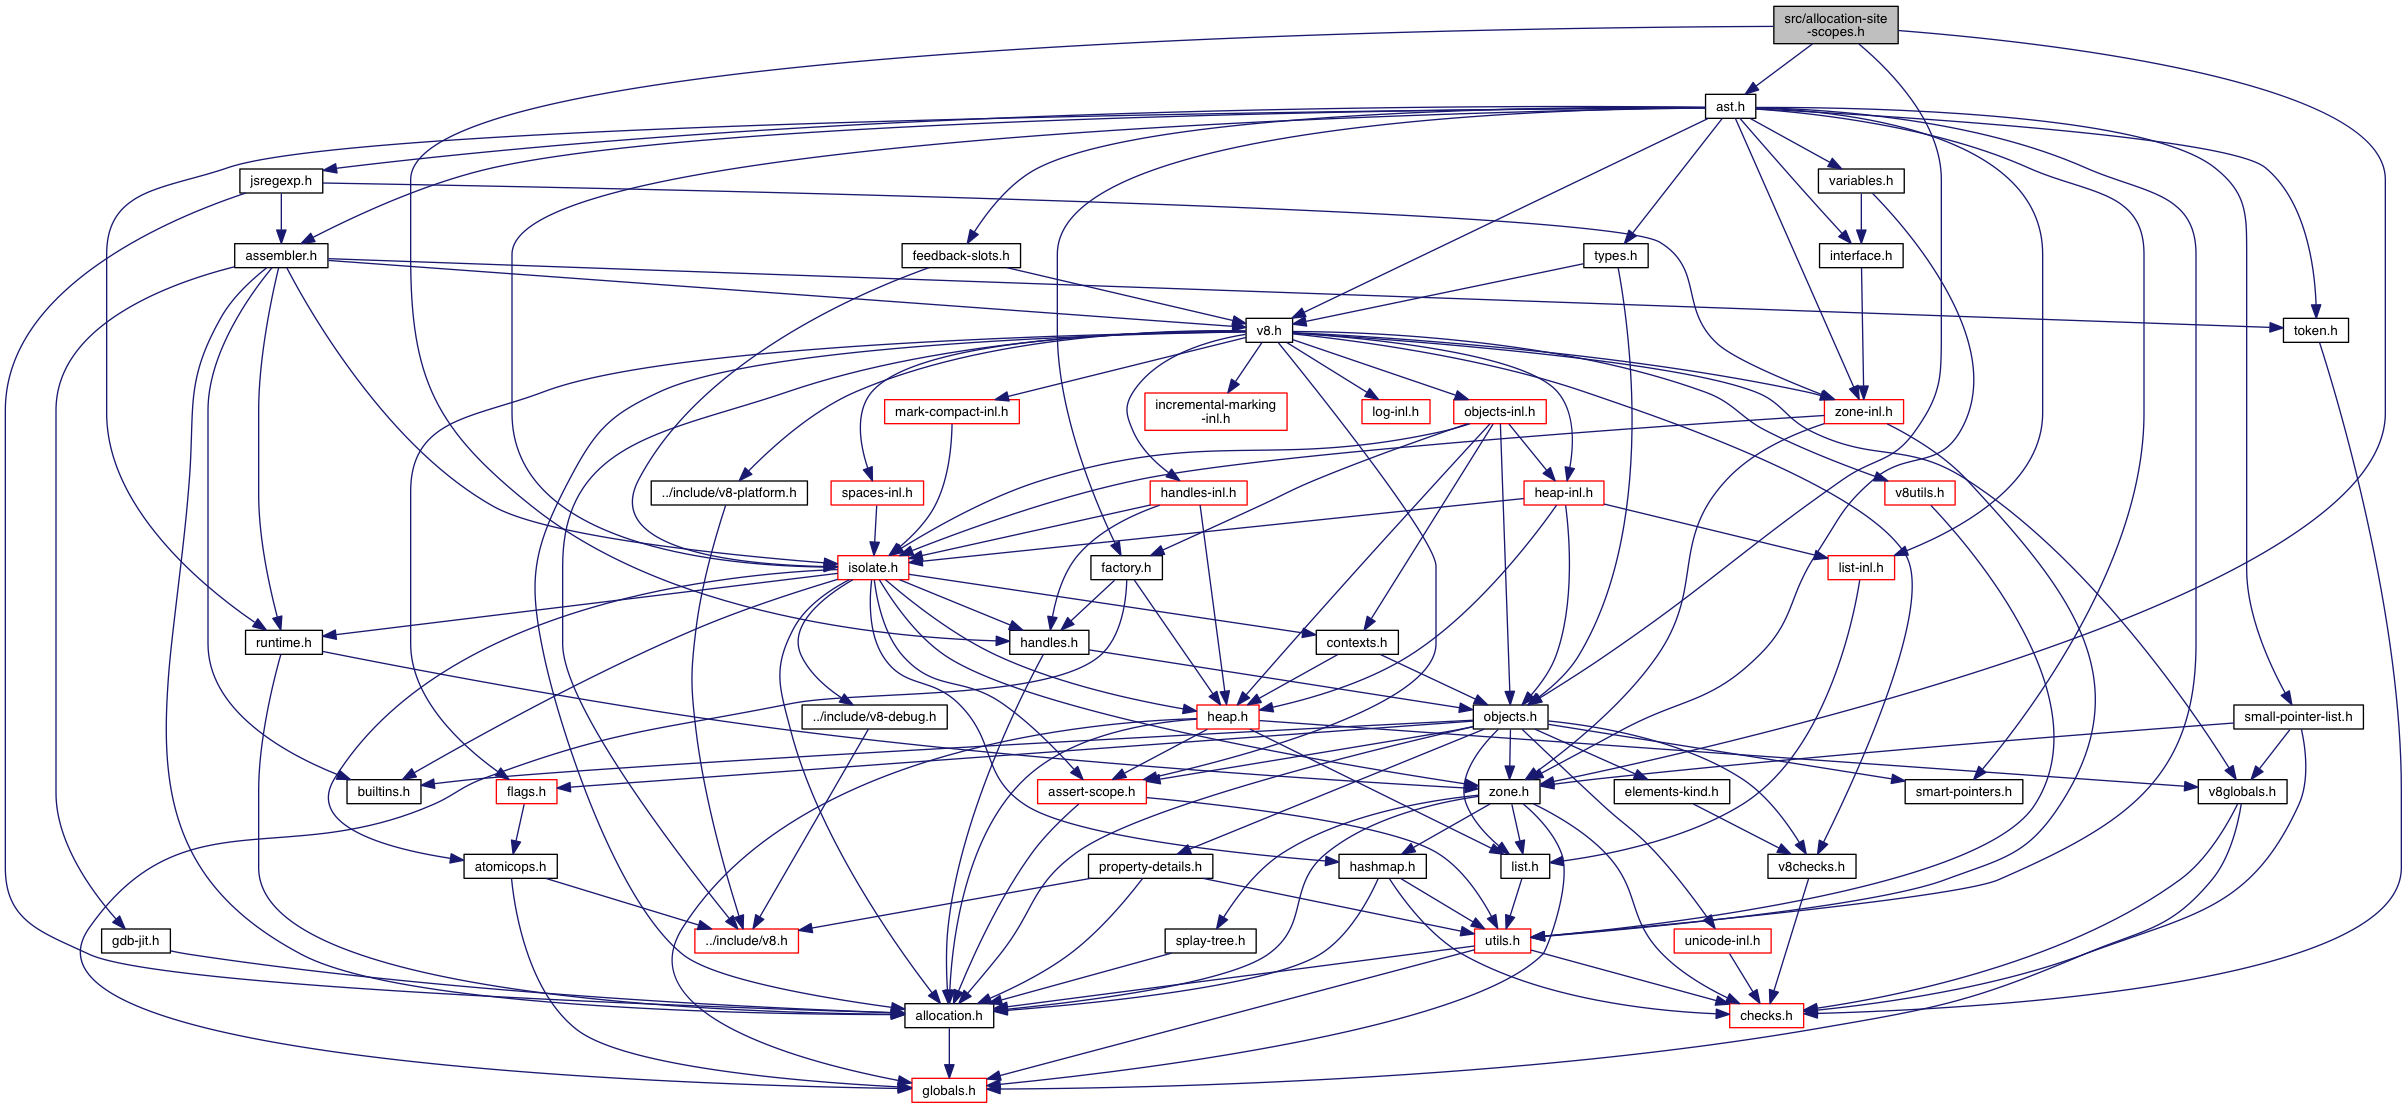 src/allocation-site
-scopes.h
ast.h
jsregexp.h
variables.h
assembler.h
feedback-slots.h
types.h
interface.h
v8.h
token.h
mark-compact-inl.h
incremental-marking
-inl.h
log-inl.h
objects-inl.h
zone-inl.h
../include/v8-platform.h
spaces-inl.h
handles-inl.h
heap-inl.h
v8utils.h
isolate.h
factory.h
list-inl.h
runtime.h
handles.h
contexts.h
../include/v8-debug.h
heap.h
objects.h
small-pointer-list.h
builtins.h
flags.h
assert-scope.h
zone.h
elements-kind.h
smart-pointers.h
v8globals.h
atomicops.h
property-details.h
hashmap.h
list.h
v8checks.h
gdb-jit.h
../include/v8.h
splay-tree.h
utils.h
unicode-inl.h
allocation.h
checks.h
globals.h